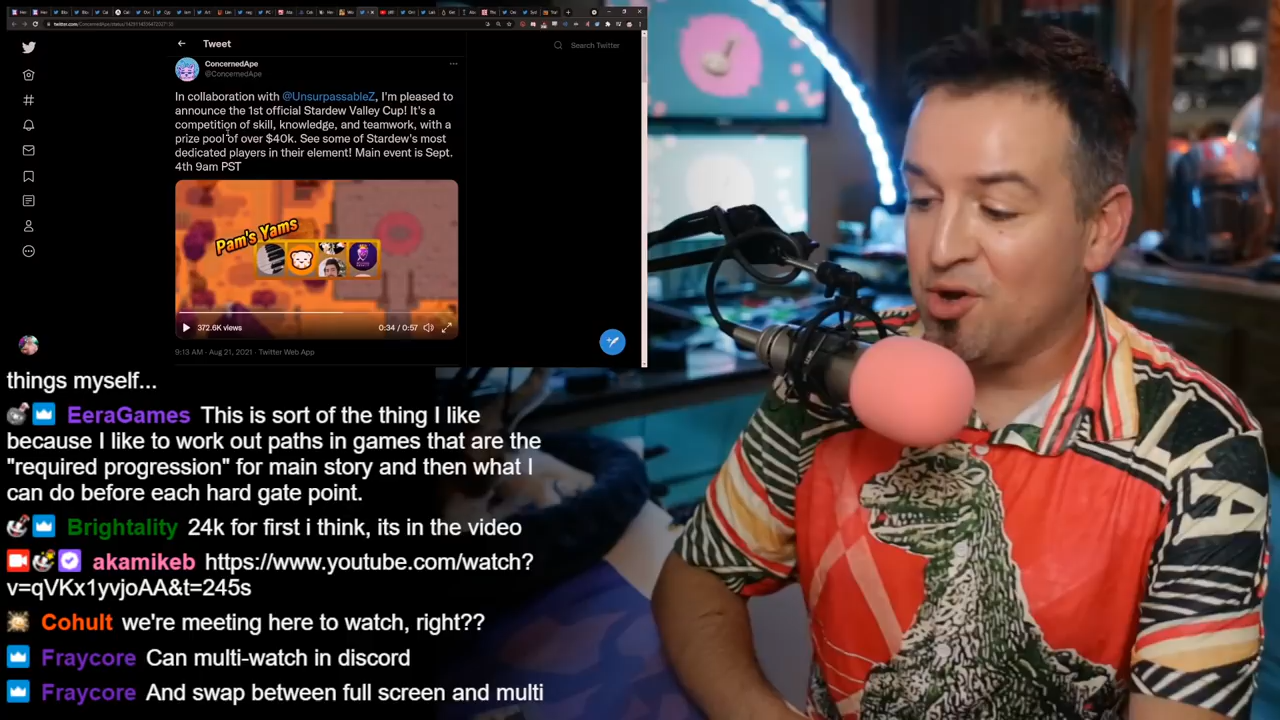 twitter.com/ConcernedApe/status/
Tweet
Search Twitter
ConcernedApe
@ConcernedApe
In collaboration with @UnsurpassableZ, I'm pleased to
announce the 1st official Stardew Valley Cup! It's a
competition of skill, knowledge, and teamwork, with a
prize pool of over $40k. See some of Stardew's most
dedicated players in their element! Main event is Sept.
4th 9am PST
Pam's Yams
372.6K views
0:34 / 0:57
9:13 AM · Aug 21, 2021 · Twitter Web App
things myself...
EeraGames This is sort of the thing I like
because I like to work out paths in games that are the
"required progression" for main story and then what I
can do before each hard gate point.
Brightality 24k for first i think, its in the video
akamikeb https://www.youtube.com/watch?
v=qVKx1yvjoAA&t=245s
Cohult we're meeting here to watch, right??
Fraycore Can multi-watch in discord
Fraycore And swap between full screen and multi